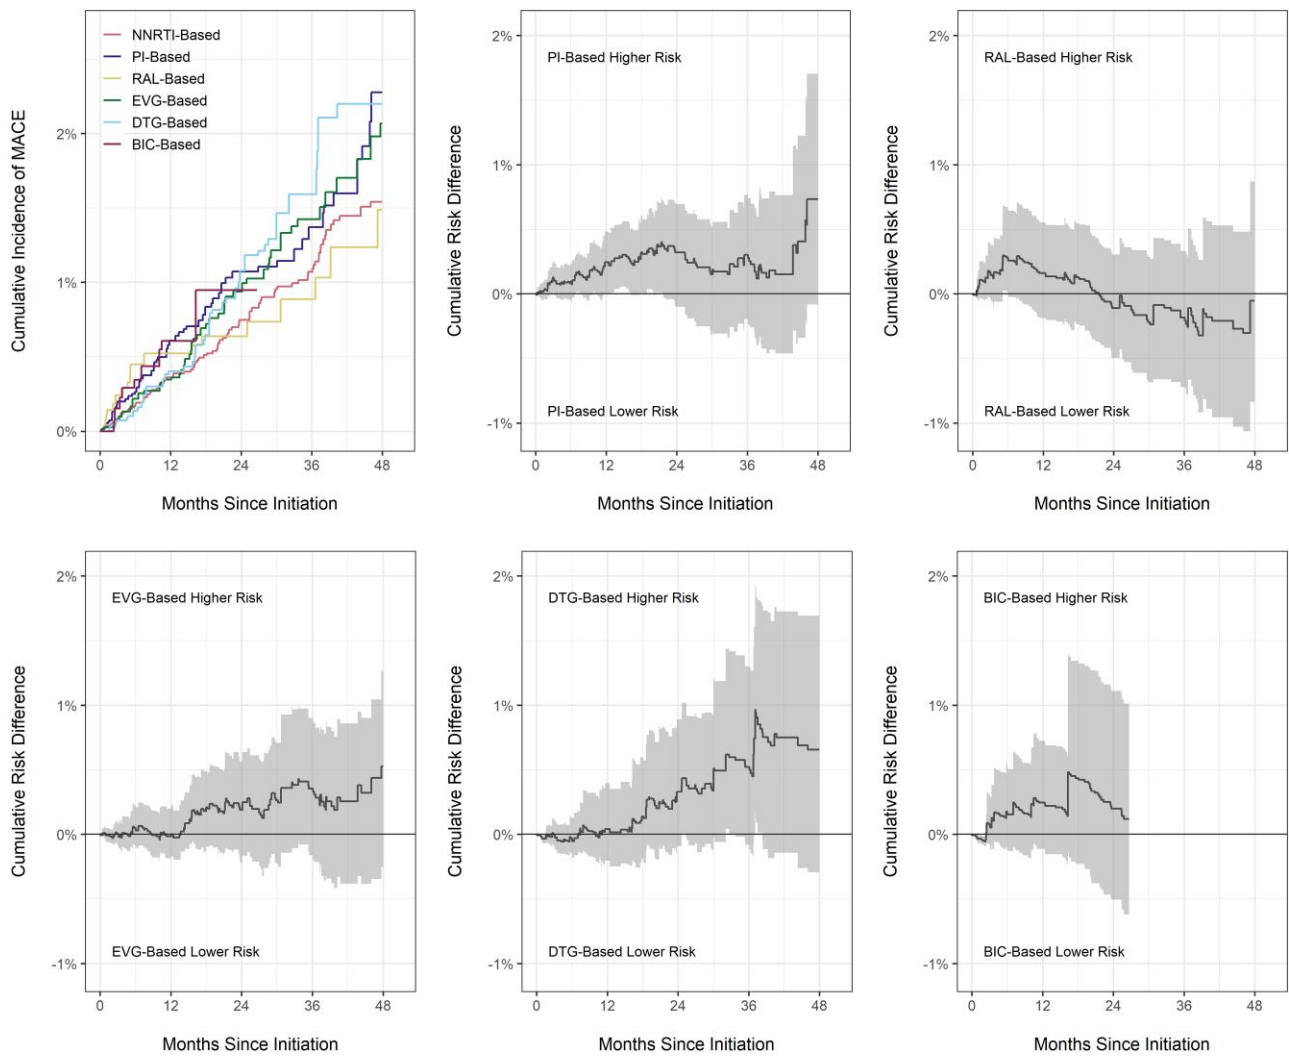 Cumulative Incidence of MACE
2%
1%
0%
NNRTI-Based
PI-Based
RAL-Based
EVG-Based
DTG-Based
BIC-Based
0 12 24 36 48
Months Since Initiation
Cumulative Risk Difference
2%
1%
0%
-1%
PI-Based Higher Risk
PI-Based Lower Risk
0 12 24 36 48
Months Since Initiation
Cumulative Risk Difference
2%
1%
0%
-1%
RAL-Based Higher Risk
RAL-Based Lower Risk
0 12 24 36 48
Months Since Initiation
Cumulative Risk Difference
2%
1%
0%
-1%
EVG-Based Higher Risk
EVG-Based Lower Risk
0 12 24 36 48
Months Since Initiation
Cumulative Risk Difference
2%
1%
0%
-1%
DTG-Based Higher Risk
DTG-Based Lower Risk
0 12 24 36 48
Months Since Initiation
Cumulative Risk Difference
2%
1%
0%
-1%
BIC-Based Higher Risk
BIC-Based Lower Risk
0 12 24 36 48
Months Since Initiation